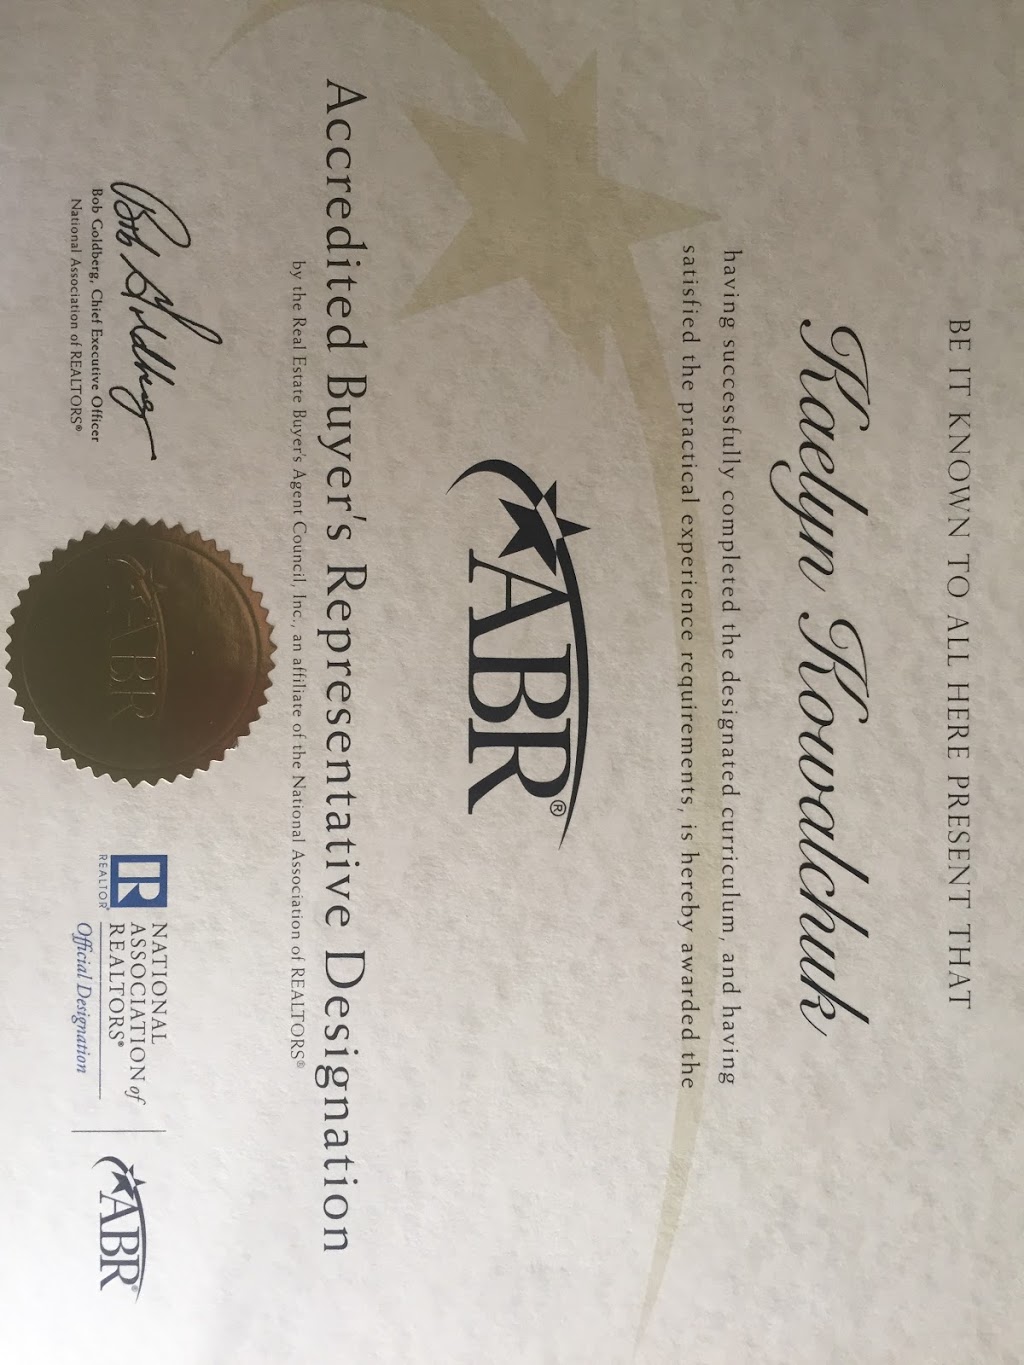 BE IT KNOWN TO ALL HERE PRESENT THAT
Kaelyn Kowalchuk
having successfully completed the designated curriculum, and having
satisfied the practical experience requirements, is hereby awarded the
ABR®
Accredited Buyer's Representative Designation
by the Real Estate Buyer's Agent Council, Inc., an affiliate of the National Association of REALTORS®
Bob Goldberg
Bob Goldberg, Chief Executive Officer
National Association of REALTORS®
ABR
REALTOR®
NATIONAL
ASSOCIATION of
REALTORS®
Official Designation
ABR®